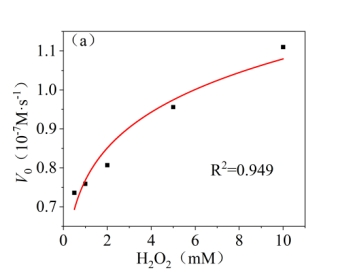 (a)
1.1
1.0
0.9
0.8
0.7
V₀（10⁻⁷M·s⁻¹）
R²=0.949
0 2 4 6 8 10
H₂O₂（mM）